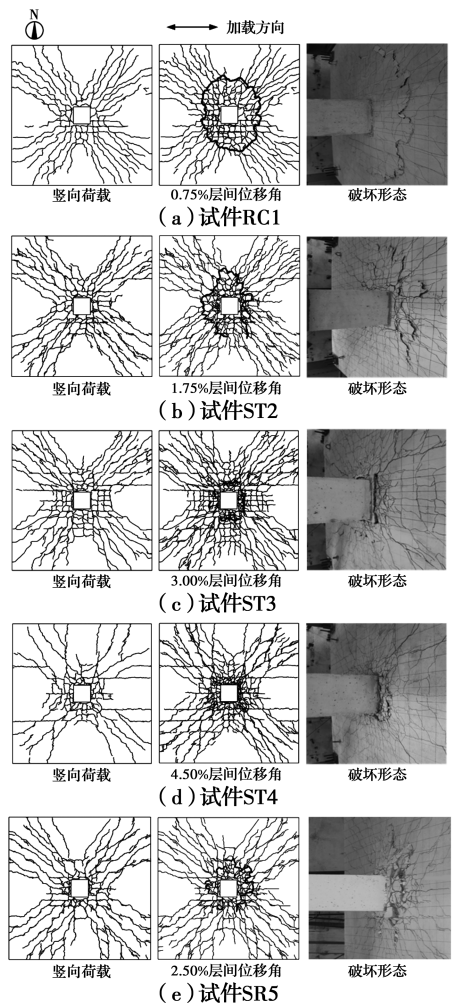 N
加载方向
竖向荷载 0.75%层间位移角 破坏形态
(a)试件RC1
竖向荷载 1.75%层间位移角 破坏形态
(b)试件ST2
竖向荷载 3.00%层间位移角 破坏形态
(c)试件ST3
竖向荷载 4.50%层间位移角 破坏形态
(d)试件ST4
竖向荷载 2.50%层间位移角 破坏形态
(e)试件SR5